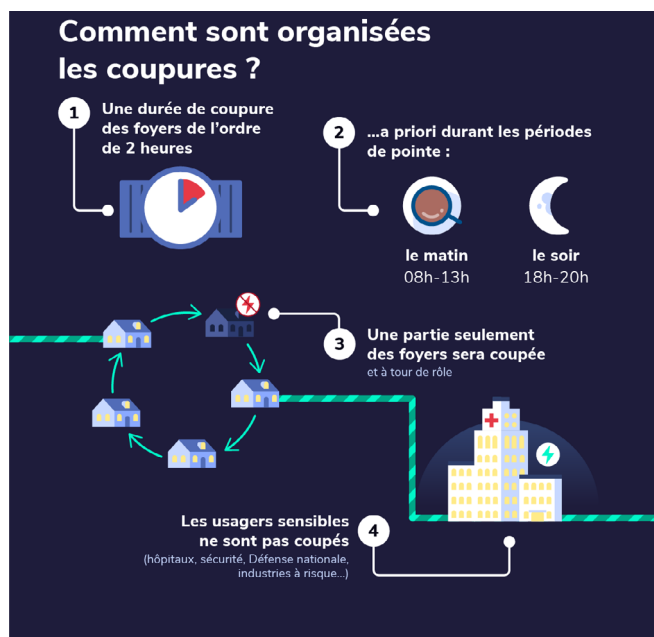 Comment sont organisées
les coupures ?
1
Une durée de coupure
des foyers de l'ordre
de 2 heures
2
...a priori durant les périodes
de pointe :
le matin
08h-13h
le soir
18h-20h
3
Une partie seulement
des foyers sera coupée
et à tour de rôle
Les usagers sensibles
ne sont pas coupés
(hôpitaux, sécurité, Défense nationale,
industries à risque...)
4